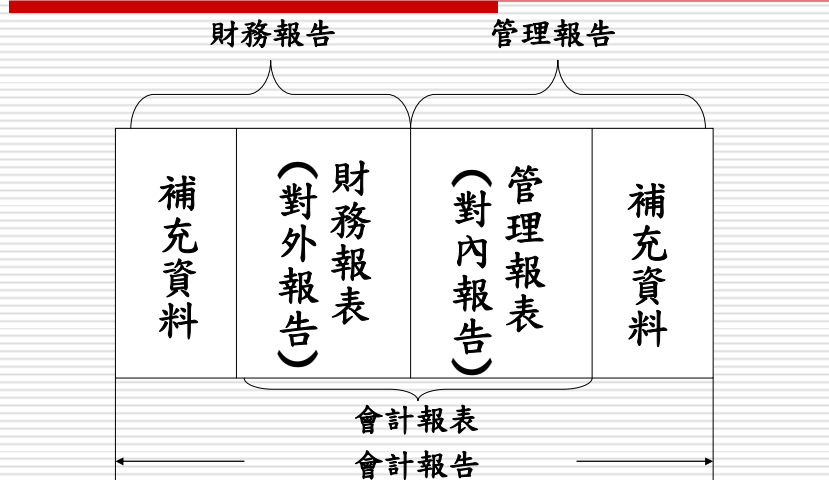 財務報告
管理報告
補充資料
財務報表
(對外報告)
管理報表
(對內報告)
補充資料
會計報表
會計報告